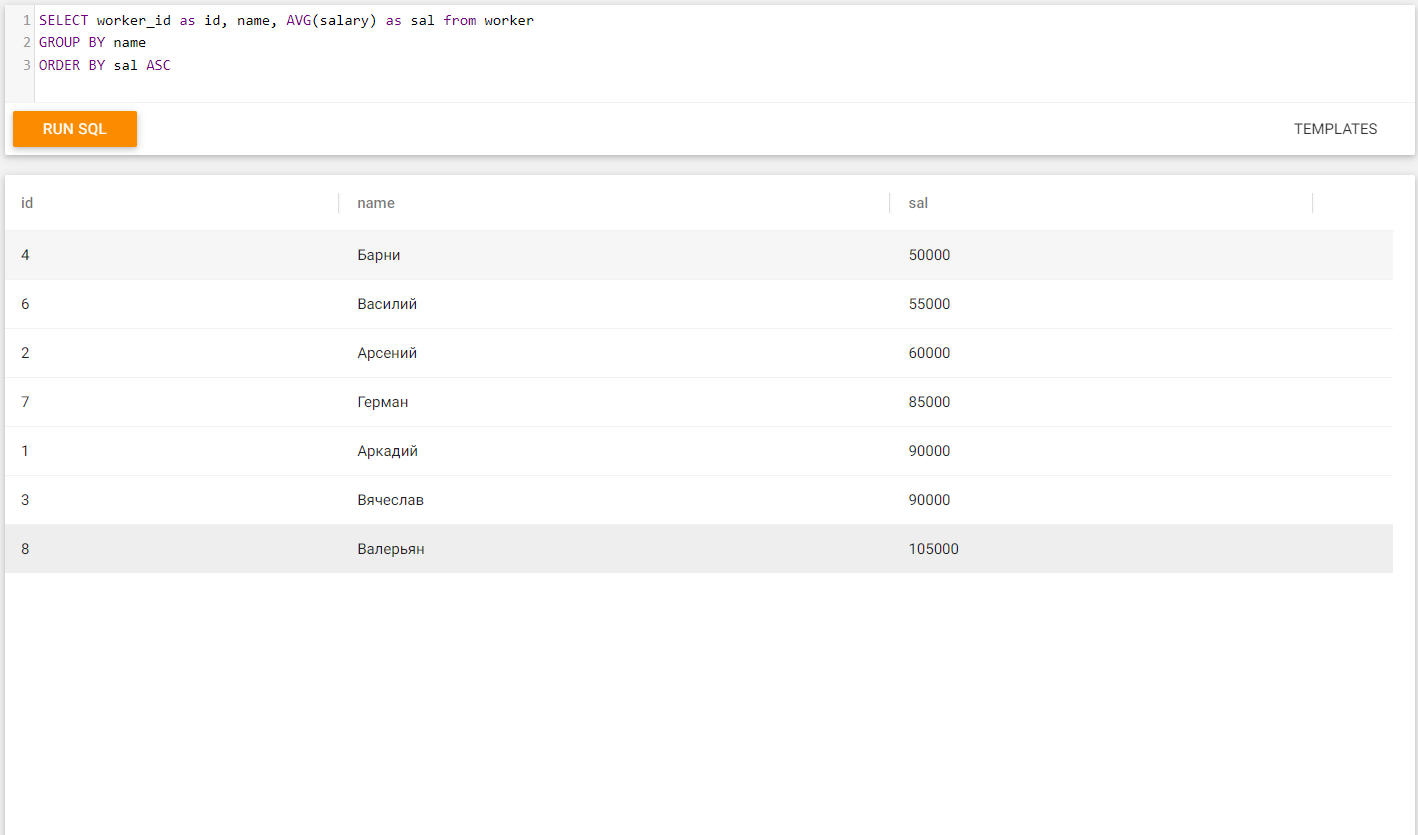 1 SELECT worker_id as id, name, AVG(salary) as sal from worker
2 GROUP BY name
3 ORDER BY sal ASC
RUN SQL TEMPLATES
id name sal
4 Барни 50000
6 Василий 55000
2 Арсений 60000
7 Герман 85000
1 Аркадий 90000
3 Вячеслав 90000
8 Валерьян 105000